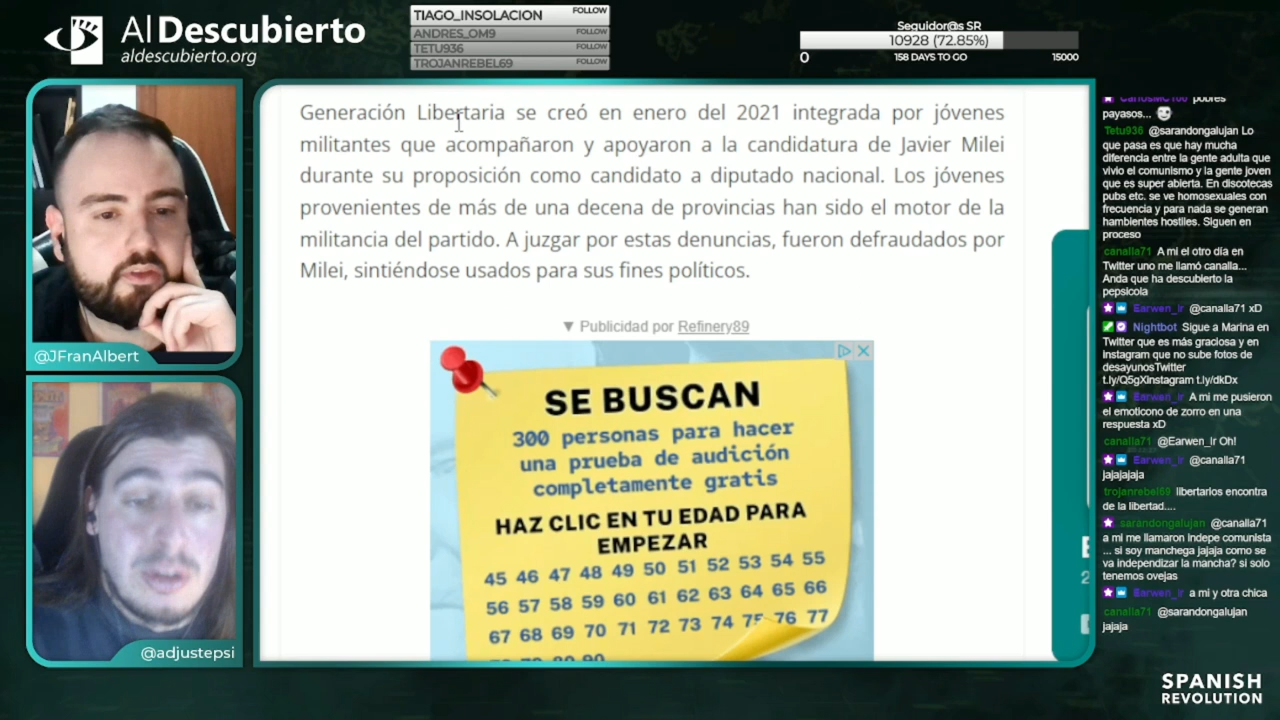 Al Descubierto
aldescubierto.org
TIAGO_INSOLACION FOLLOW
ANDRES_OM9 FOLLOW
TETU936 FOLLOW
TROJANREBEL69 FOLLOW
Seguidor@s SR
10928 (72.85%)
0 158 DAYS TO GO 15000
@JFranAlbert
@adjustepsi
Generación Libertaria se creó en enero del 2021 integrada por jóvenes
militantes que acompañaron y apoyaron a la candidatura de Javier Milei
durante su proposición como candidato a diputado nacional. Los jóvenes
provenientes de más de una decena de provincias han sido el motor de la
militancia del partido. A juzgar por estas denuncias, fueron defraudados por
Milei, sintiéndose usados para sus fines políticos.
▼ Publicidad por Refinery89
SE BUSCAN
300 personas para hacer
una prueba de audición
completamente gratis
HAZ CLIC EN TU EDAD PARA
EMPEZAR
45 46 47 48 49 50 51 52 53 54 55
56 57 58 59 60 61 62 63 64 65 66
67 68 69 70 71 72 73 74 75 76 77
CarlosMC100 pobres
payasos...
Tetu936 @sarandongalujan Lo
que pasa es que hay mucha
diferencia entre la gente adulta que
vivio el comunismo y la gente joven
que es super abierta. En discotecas
pubs etc. se ve homosexuales con
frecuencia y para nada se generan
hambientes hostiles. Siguen en
proceso
canalla71 A mi el otro día en
Twitter uno me llamó canalla...
Anda que ha descubierto la
pepsicola
Earwen_ir @canalla71 xD
Nightbot Sigue a Marina en
Twitter que es más graciosa y en
Instagram que no sube fotos de
desayunosTwitter
t.ly/Q5gXinstagram t.ly/dkDx
Earwen_ir A mi me pusieron
el emoticono de zorro en una
respuesta xD
canalla71 @Earwen_ir Oh!
Earwen_ir @canalla71
jajajajaja
trojanrebel69 libertarios encontra
de la libertad....
sarandongalujan @canalla71
a mi me llamaron indepe comunista
... si soy manchega jajaja como se
va independizar la mancha? si solo
tenemos ovejas
Earwen_ir a mi y otra chica
canalla71 @sarandongalujan
jajaja
SPANISH
REVOLUTION